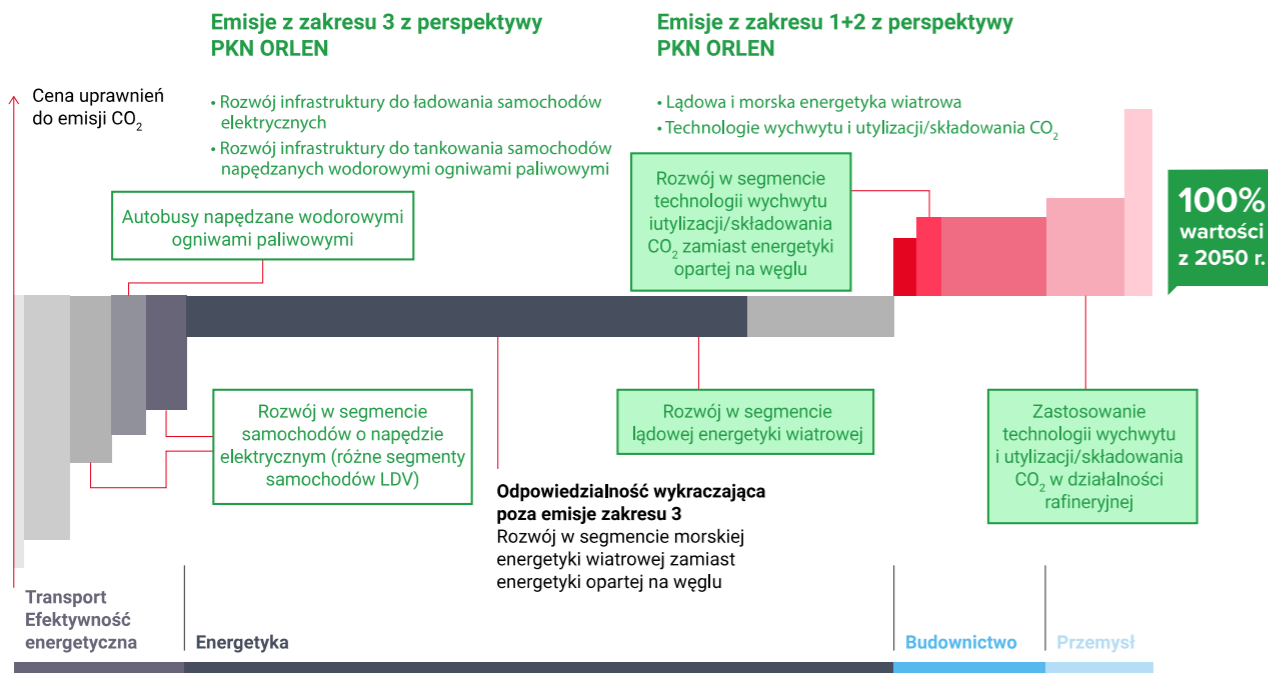 Emisje z zakresu 3 z perspektywy
PKN ORLEN
Emisje z zakresu 1+2 z perspektywy
PKN ORLEN
Cena uprawnień
do emisji CO₂
• Rozwój infrastruktury do ładowania samochodów
elektrycznych
• Rozwój infrastruktury do tankowania samochodów
napędzanych wodorowymi ogniwami paliwowymi
• Lądowa i morska energetyka wiatrowa
• Technologie wychwytu i utylizacji/składowania CO₂
Autobusy napędzane wodorowymi
ogniwami paliwowymi
Rozwój w segmencie
technologii wychwytu
iutylizacji/składowania
CO₂ zamiast energetyki
opartej na węglu
100%
wartości
z 2050 r.
Rozwój w segmencie
samochodów o napędzie
elektrycznym (różne segmenty
samochodów LDV)
Rozwój w segmencie
lądowej energetyki wiatrowej
Zastosowanie
technologii wychwytu
i utylizacji/składowania
CO₂ w działalności
rafineryjnej
Odpowiedzialność wykraczająca
poza emisje zakresu 3
Rozwój w segmencie morskiej
energetyki wiatrowej zamiast
energetyki opartej na węglu
Transport
Efektywność
energetyczna
Energetyka
Budownictwo
Przemysł